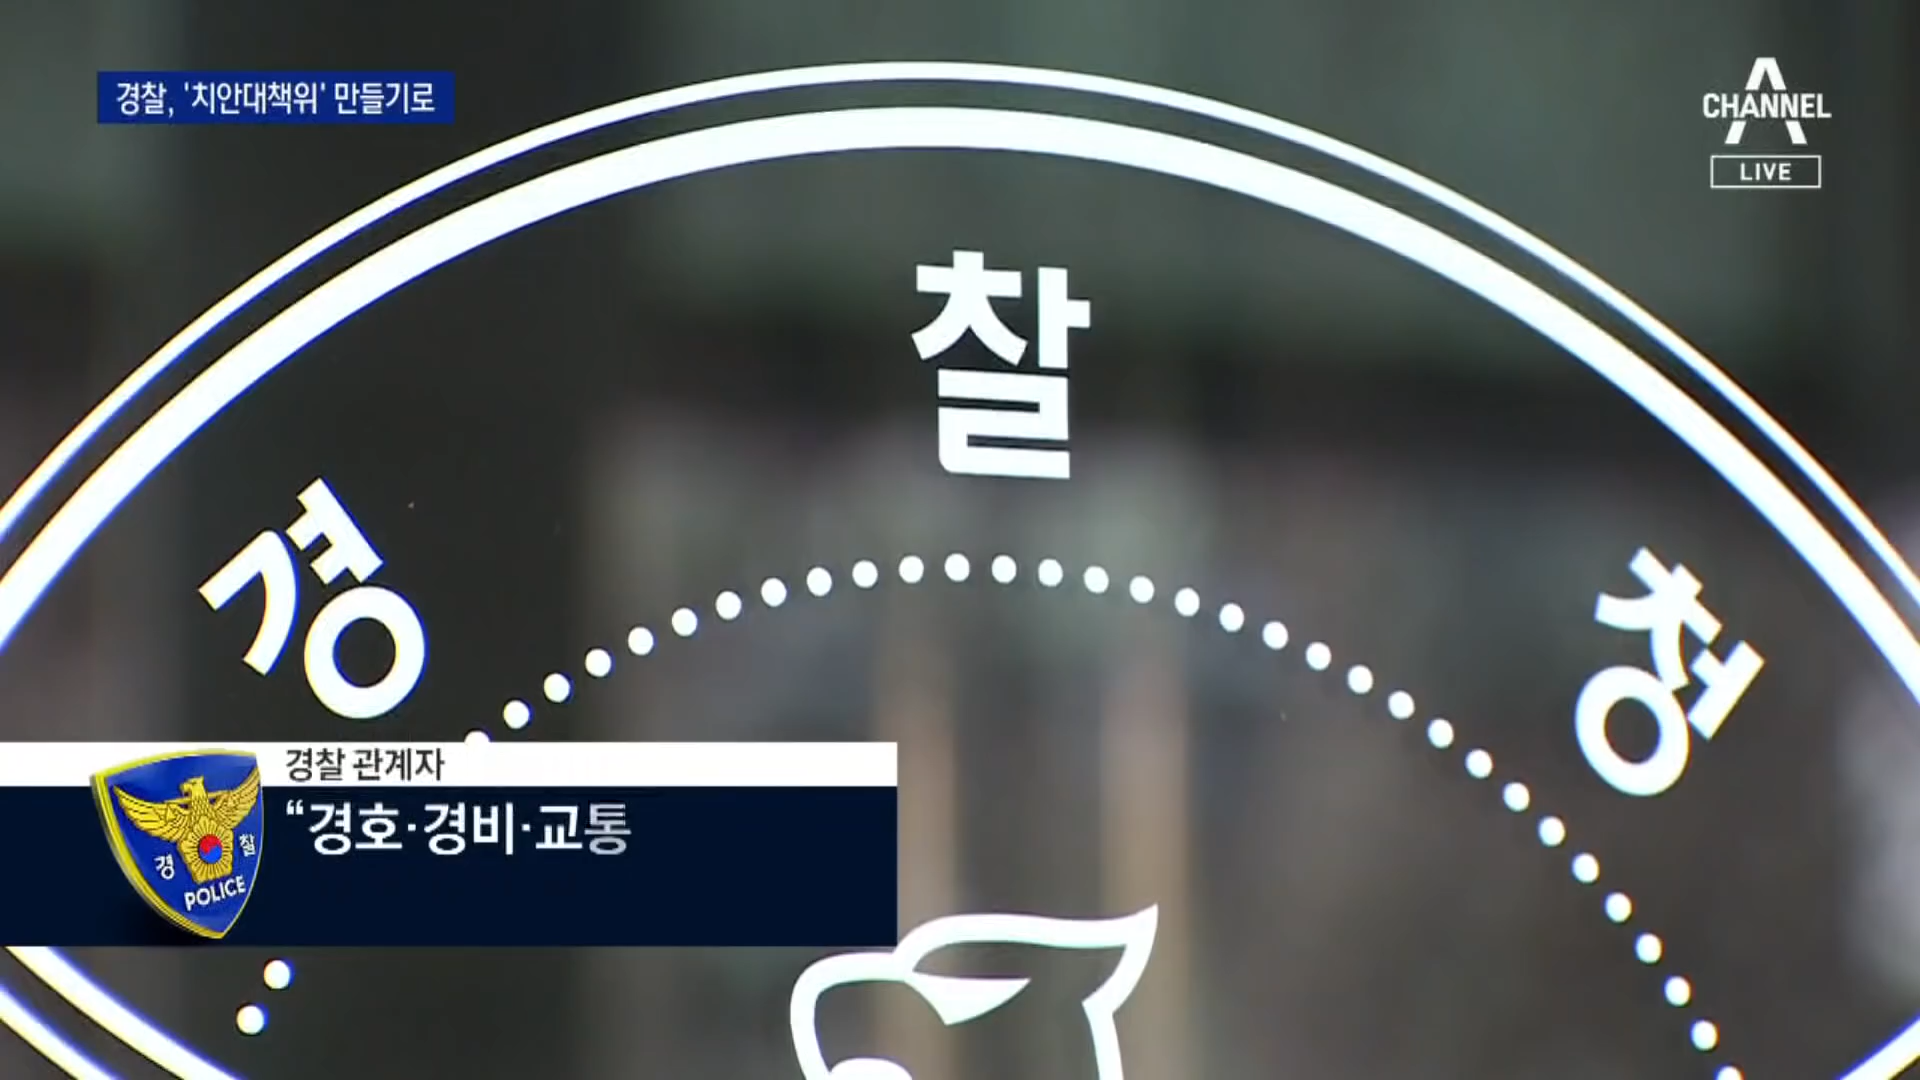 경찰, '치안대책위' 만들기로
CHANNEL A
LIVE
경찰청
경찰 관계자
“경호·경비·교통
경찰
POLICE